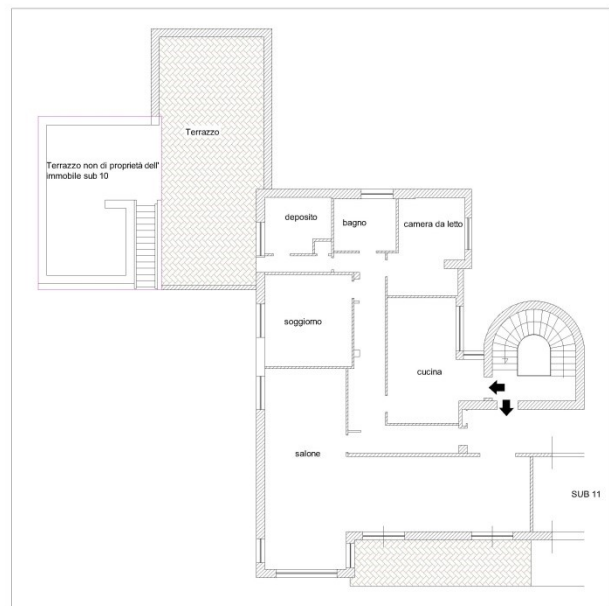 Terrazzo
Terrazzo non di proprietà dell'
immobile sub 10
deposito
bagno
camera da letto
soggiorno
cucina
salone
SUB 11